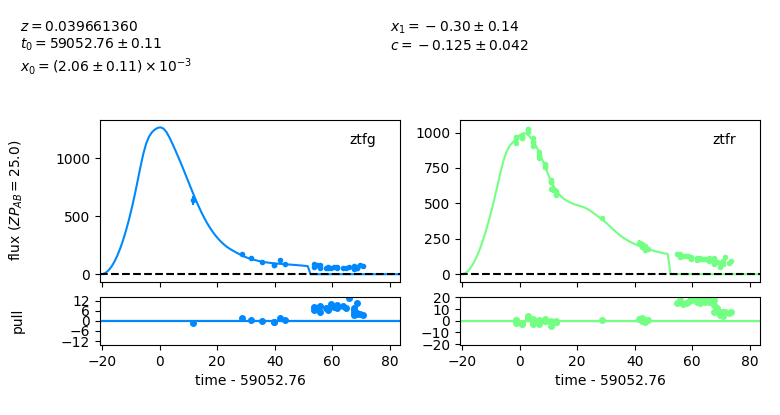 z = 0.039661360
t₀ = 59052.76 ± 0.11
x₀ = (2.06 ± 0.11) × 10⁻³
x₁ = −0.30 ± 0.14
c = −0.125 ± 0.042
flux (ZP_AB = 25.0)
ztfg
1000
500
0
ztfr
1000
750
500
250
0
pull
12
6
0
−6
−12
20
10
0
−10
−20
−20 0 20 40 60 80
−20 0 20 40 60 80
time - 59052.76
time - 59052.76